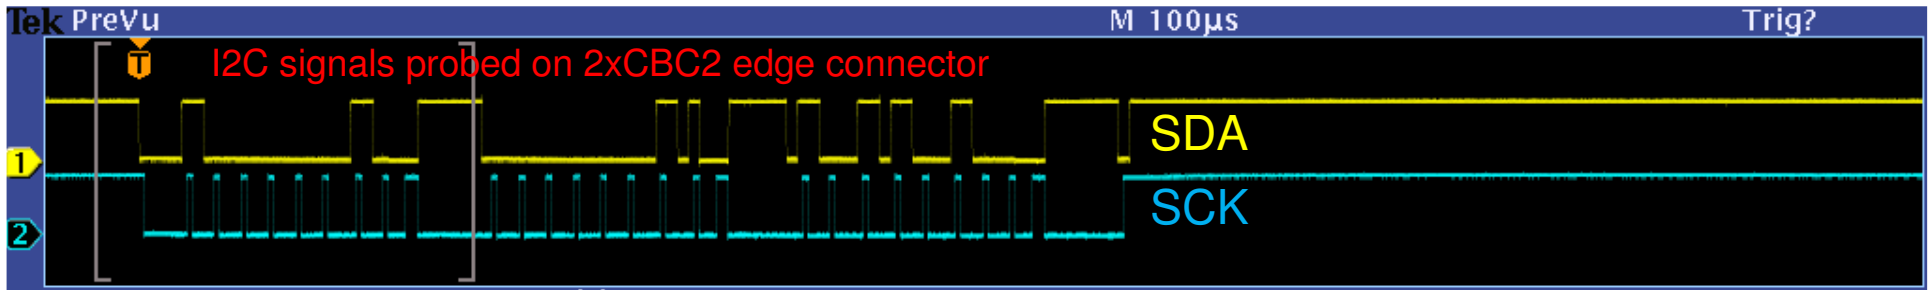 Tek PreVu M 100µs Trig?
T I2C signals probed on 2xCBC2 edge connector
SDA
1
SCK
2